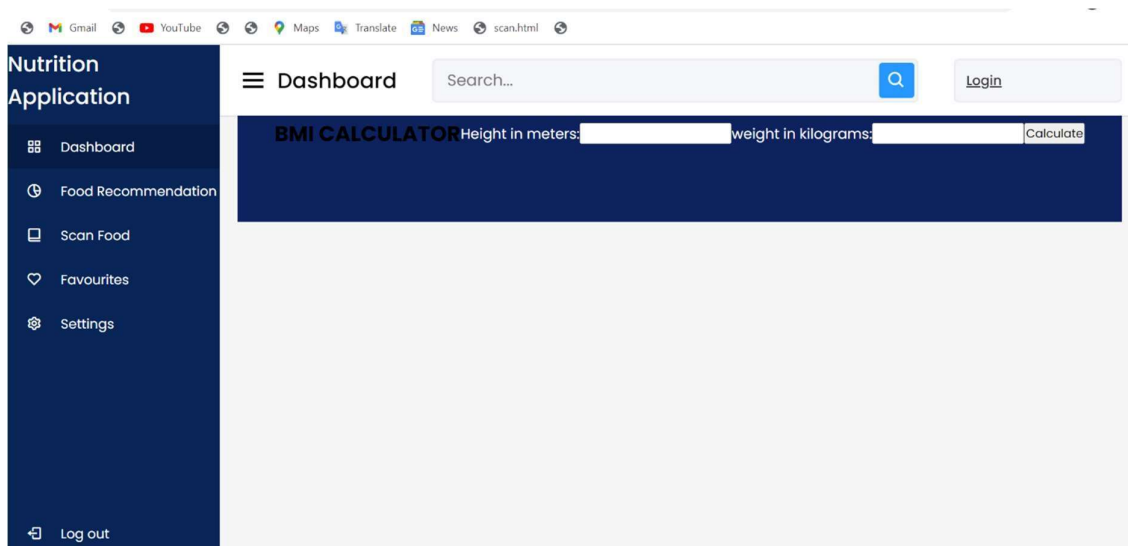 Gmail YouTube Maps Translate News scan.html
Nutrition
Application
Dashboard Search... Login
BMI CALCULATOR Height in meters: weight in kilograms: Calculate
Dashboard
Food Recommendation
Scan Food
Favourites
Settings
Log out